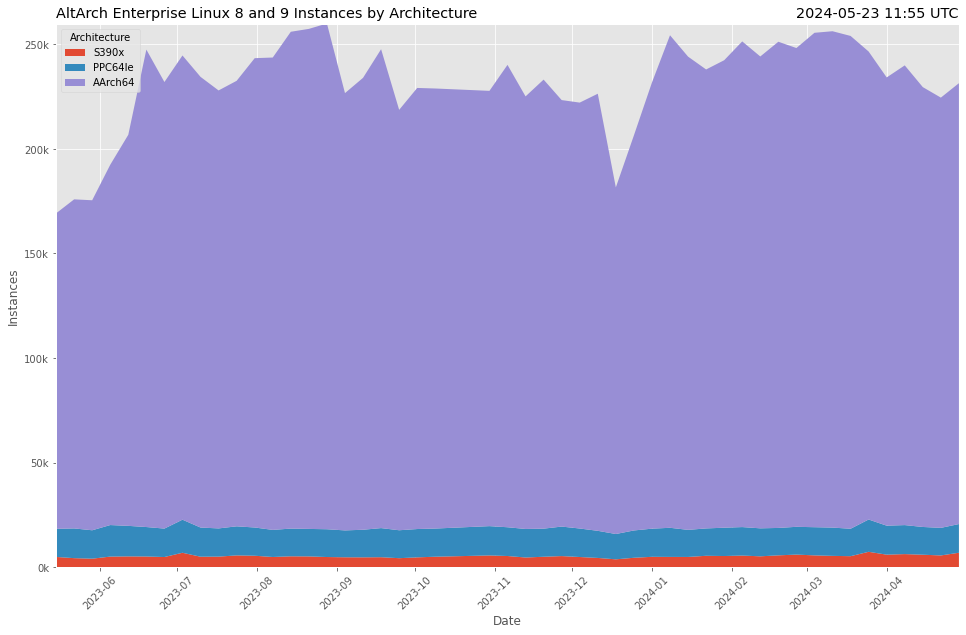 AltArch Enterprise Linux 8 and 9 Instances by Architecture
2024-05-23 11:55 UTC
Architecture
S390x
PPC64le
AArch64
250k
200k
150k
100k
50k
0k
Instances
2023-06
2023-07
2023-08
2023-09
2023-10
2023-11
2023-12
2024-01
2024-02
2024-03
2024-04
Date